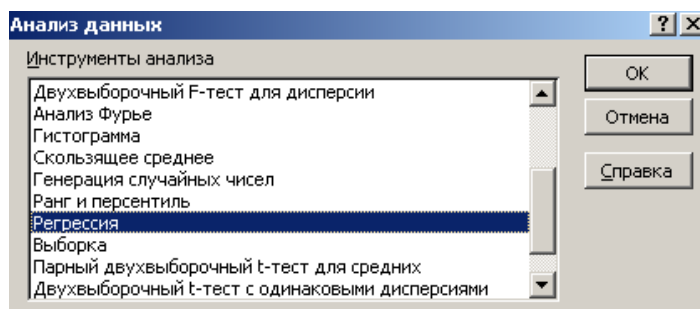 Анализ данных
Инструменты анализа
Двухвыборочный F-тест для дисперсии
Анализ Фурье
Гистограмма
Скользящее среднее
Генерация случайных чисел
Ранг и персентиль
Регрессия
Выборка
Парный двухвыборочный t-тест для средних
Двухвыборочный t-тест с одинаковыми дисперсиями
ОК
Отмена
Справка